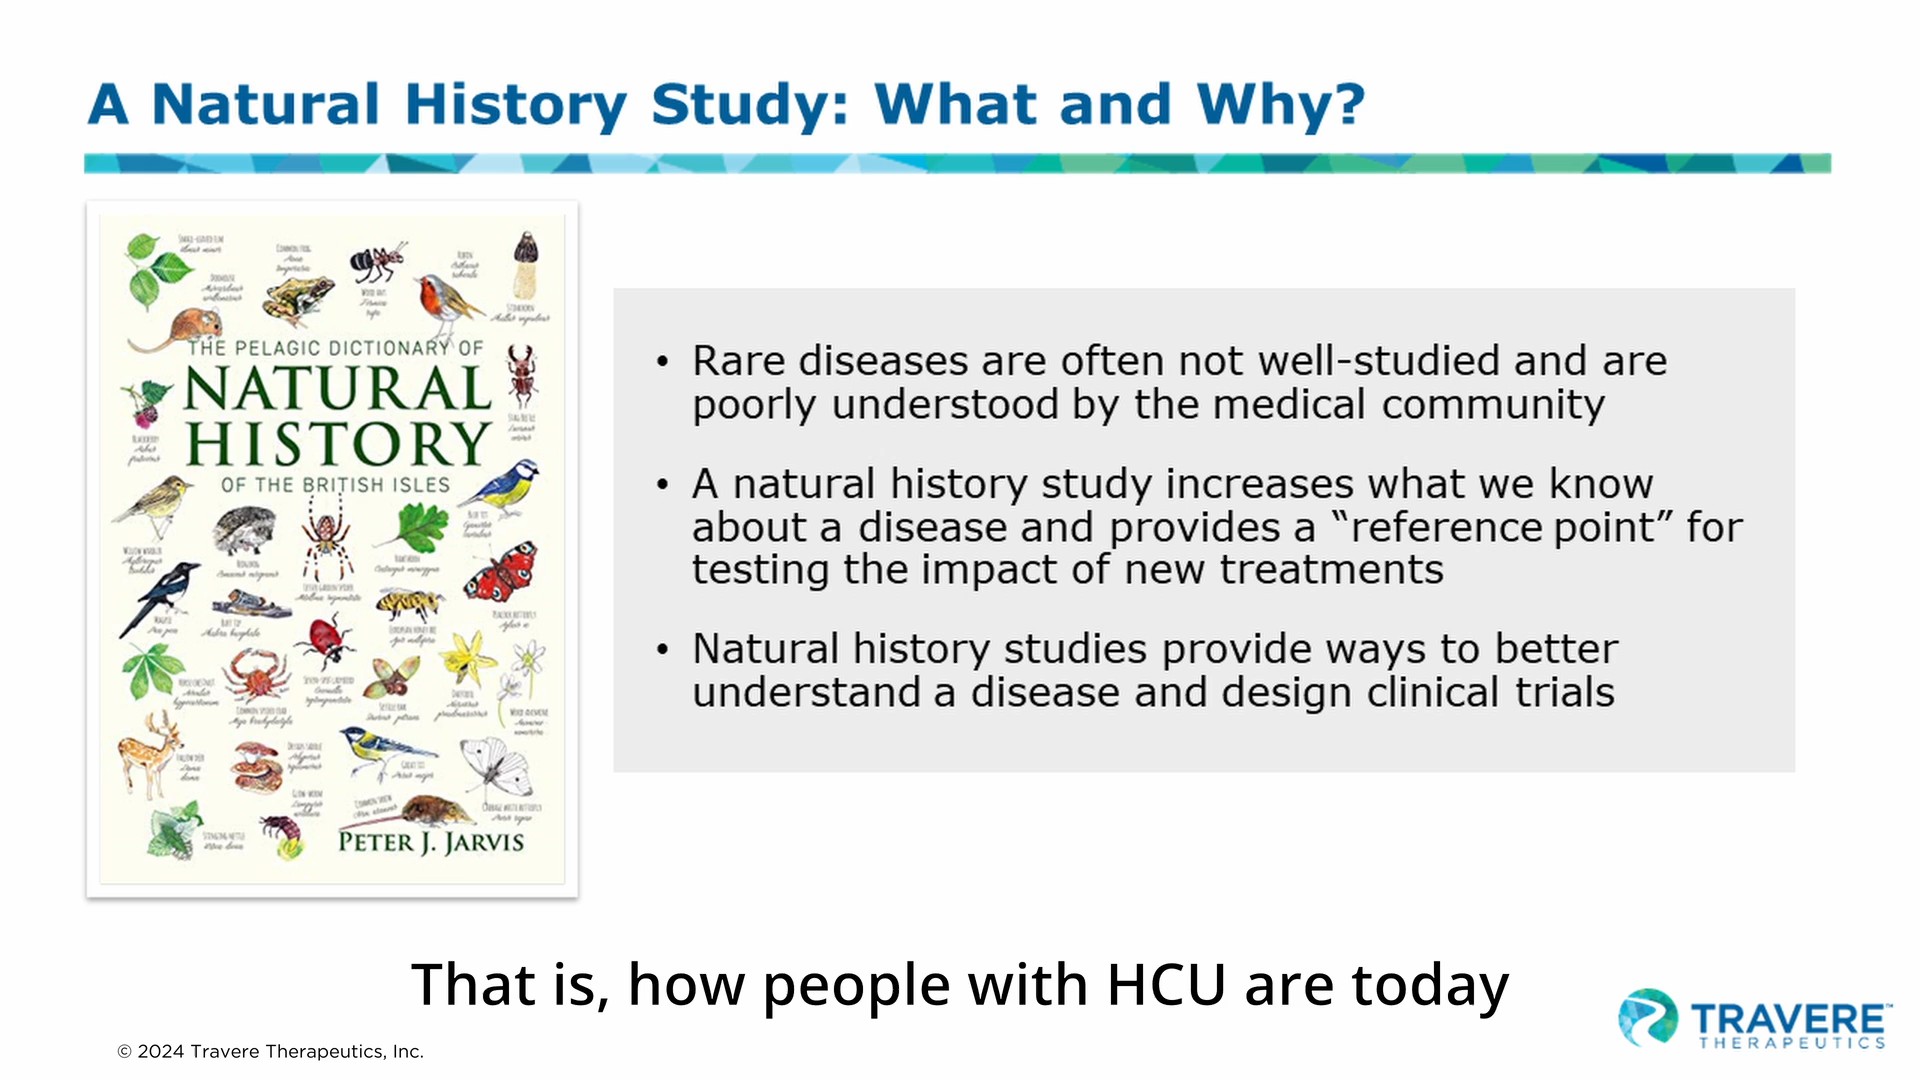 A Natural History Study: What and Why?
THE PELAGIC DICTIONARY OF
NATURAL
HISTORY
OF THE BRITISH ISLES
PETER J. JARVIS
• Rare diseases are often not well-studied and are
poorly understood by the medical community
• A natural history study increases what we know
about a disease and provides a “reference point” for
testing the impact of new treatments
• Natural history studies provide ways to better
understand a disease and design clinical trials
That is, how people with HCU are today
© 2024 Travere Therapeutics, Inc.
TRAVERE™
THERAPEUTICS